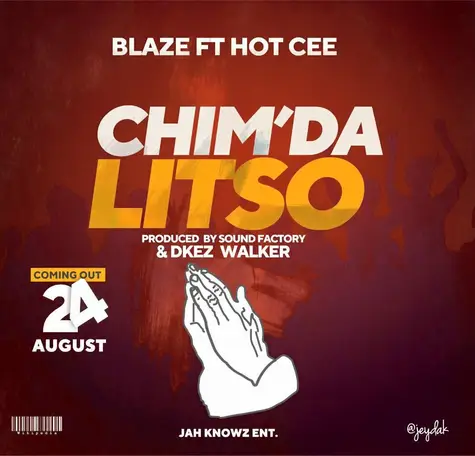 BLAZE FT HOT CEE
CHIM'DA
LITSO
PRODUCED BY SOUND FACTORY
& DKEZ WALKER
COMING OUT
24
AUGUST
JAH KNOWZ ENT.
Wikipedia
@jeydak